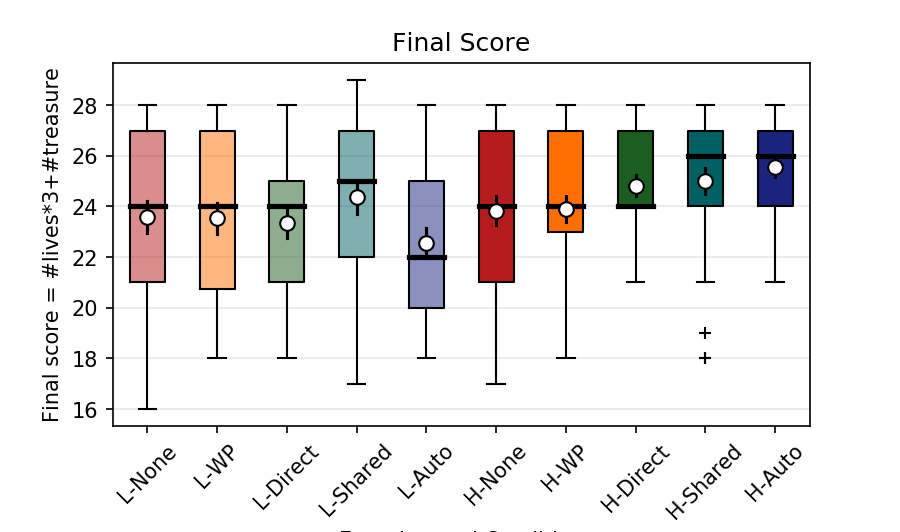 Final Score
Final score = #lives*3+#treasure
28
26
24
22
20
18
16
L-None
L-WP
L-Direct
L-Shared
L-Auto
H-None
H-WP
H-Direct
H-Shared
H-Auto